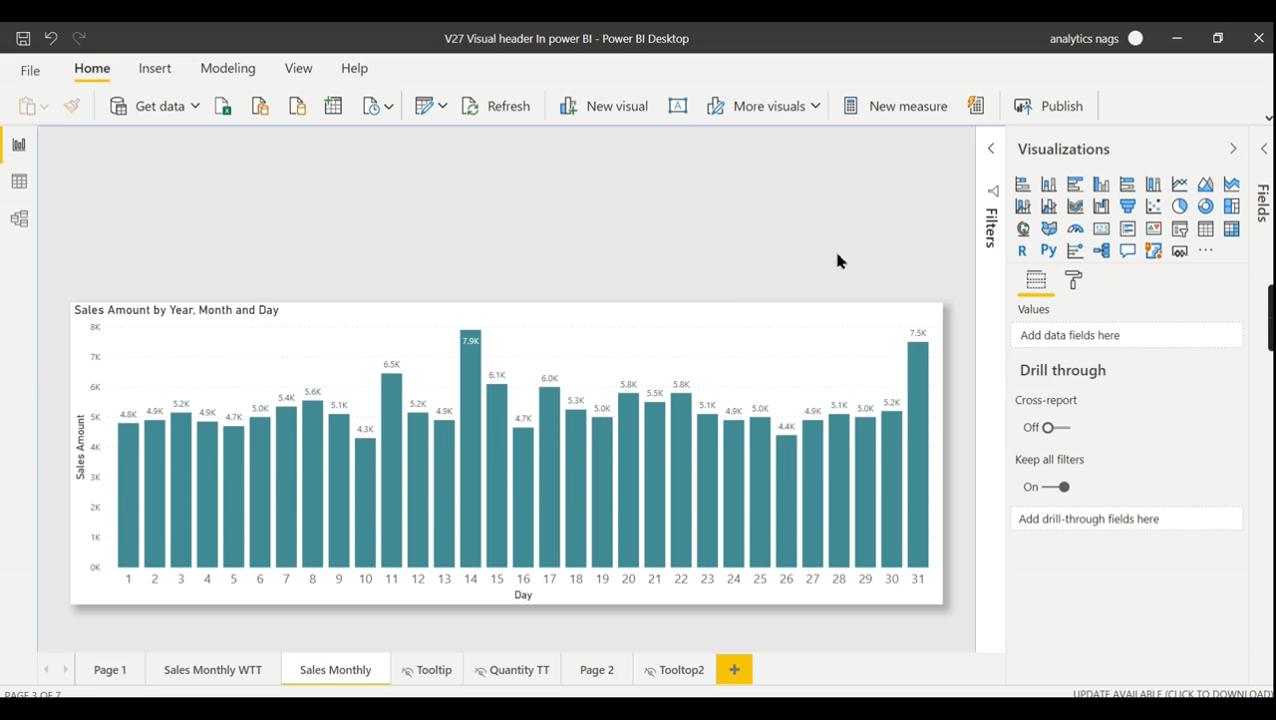 V27 Visual header In power BI - Power BI Desktop
analytics nags
File Home Insert Modeling View Help
Get data Refresh New visual More visuals New measure Publish
Visualizations
Fields
Filters
Values
Add data fields here
Drill through
Cross-report
Off
Keep all filters
On
Add drill-through fields here
R Py
Sales Amount by Year, Month and Day
8K
7K
6K
5K
4K
3K
2K
1K
0K
Sales Amount
4.8K 4.9K 5.2K 4.9K 4.7K 5.0K 5.4K 5.6K 5.1K 4.3K 6.5K 5.2K 4.9K 7.9K 6.1K 4.7K 6.0K 5.3K 5.0K 5.8K 5.5K 5.8K 5.1K 4.9K 5.0K 4.4K 4.9K 5.1K 5.0K 5.2K 7.5K
1 2 3 4 5 6 7 8 9 10 11 12 13 14 15 16 17 18 19 20 21 22 23 24 25 26 27 28 29 30 31
Day
Page 1 Sales Monthly WTT Sales Monthly Tooltip Quantity TT Page 2 Tooltop2
PAGE 3 OF 7
UPDATE AVAILABLE (CLICK TO DOWNLOAD)